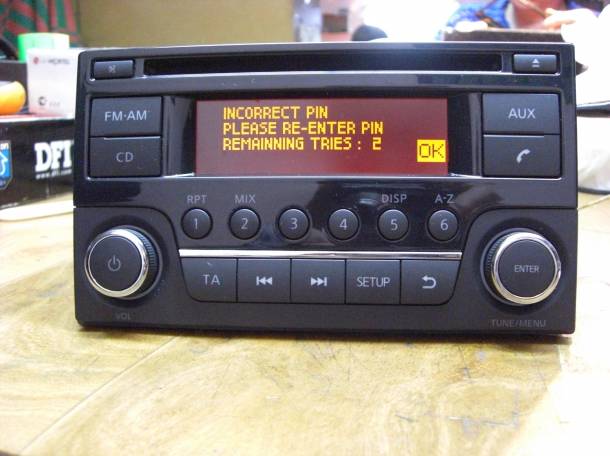 FM·AM
CD
INCORRECT PIN
PLEASE RE-ENTER PIN
REMAINNING TRIES : 2
OK
AUX
RPT MIX DISP A-Z
1 2 3 4 5 6
TA SETUP ENTER
VOL
TUNE/MENU
DFI